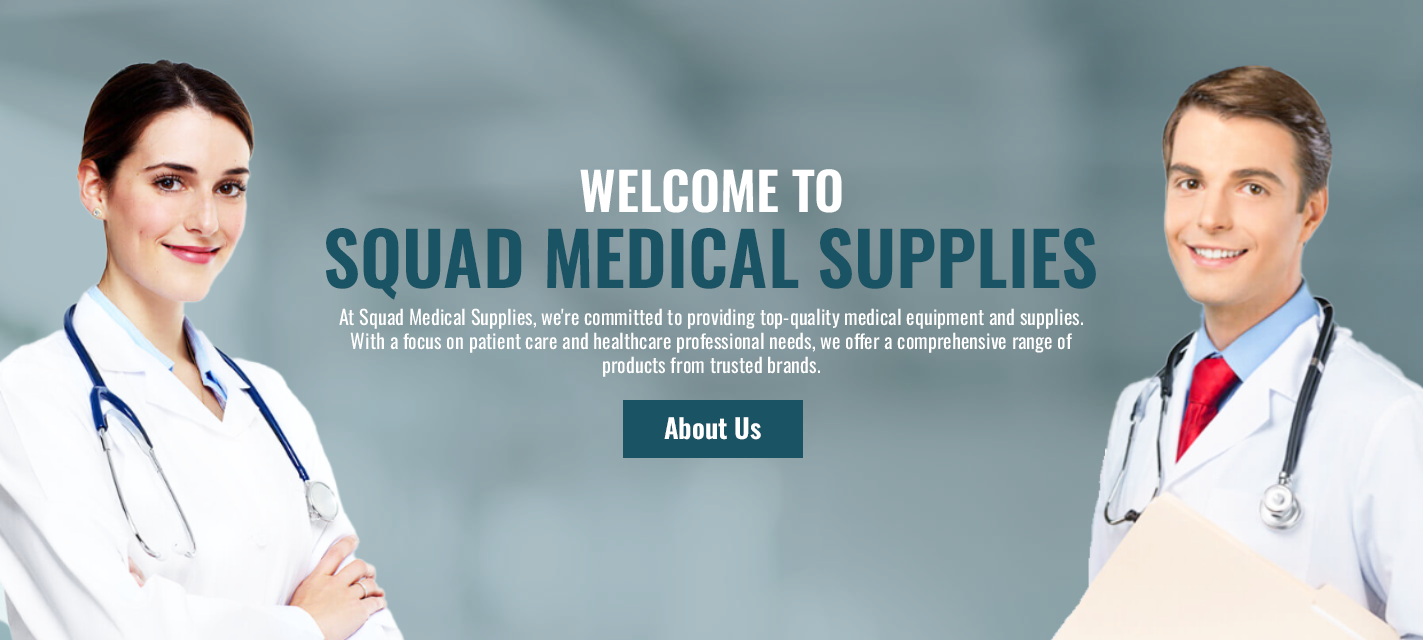 WELCOME TO
SQUAD MEDICAL SUPPLIES
At Squad Medical Supplies, we're committed to providing top-quality medical equipment and supplies.
With a focus on patient care and healthcare professional needs, we offer a comprehensive range of
products from trusted brands.
About Us